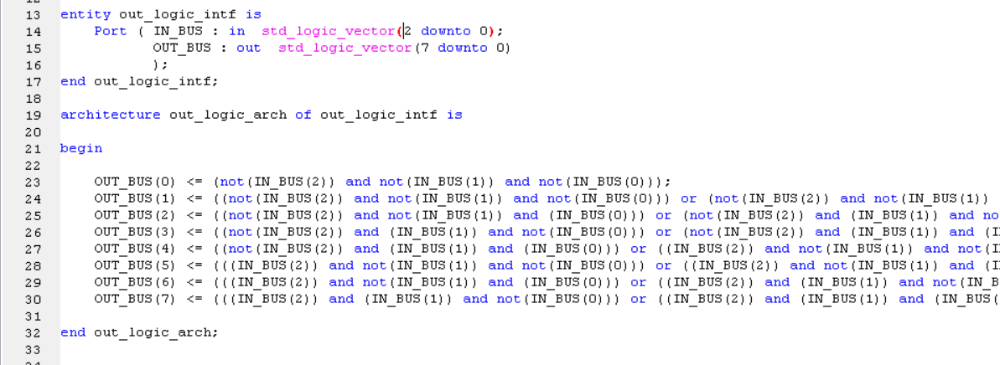 13 entity out_logic_intf is
14 Port ( IN_BUS : in std_logic_vector(2 downto 0);
15 OUT_BUS : out std_logic_vector(7 downto 0)
16 );
17 end out_logic_intf;
18
19 architecture out_logic_arch of out_logic_intf is
20
21 begin
22
23 OUT_BUS(0) <= (not(IN_BUS(2)) and not(IN_BUS(1)) and not(IN_BUS(0)));
24 OUT_BUS(1) <= ((not(IN_BUS(2)) and not(IN_BUS(1)) and not(IN_BUS(0))) or (not(IN_BUS(2)) and not(IN_BUS(1))
25 OUT_BUS(2) <= ((not(IN_BUS(2)) and not(IN_BUS(1)) and (IN_BUS(0))) or (not(IN_BUS(2)) and (IN_BUS(1)) and no
26 OUT_BUS(3) <= ((not(IN_BUS(2)) and (IN_BUS(1)) and not(IN_BUS(0))) or (not(IN_BUS(2)) and (IN_BUS(1)) and (I
27 OUT_BUS(4) <= ((not(IN_BUS(2)) and (IN_BUS(1)) and (IN_BUS(0))) or ((IN_BUS(2)) and not(IN_BUS(1)) and not(I
28 OUT_BUS(5) <= (((IN_BUS(2)) and not(IN_BUS(1)) and not(IN_BUS(0))) or ((IN_BUS(2)) and not(IN_BUS(1)) and (I
29 OUT_BUS(6) <= (((IN_BUS(2)) and not(IN_BUS(1)) and (IN_BUS(0))) or ((IN_BUS(2)) and (IN_BUS(1)) and not(IN_B
30 OUT_BUS(7) <= (((IN_BUS(2)) and (IN_BUS(1)) and not(IN_BUS(0))) or ((IN_BUS(2)) and (IN_BUS(1)) and (IN_BUS(
31
32 end out_logic_arch;
33